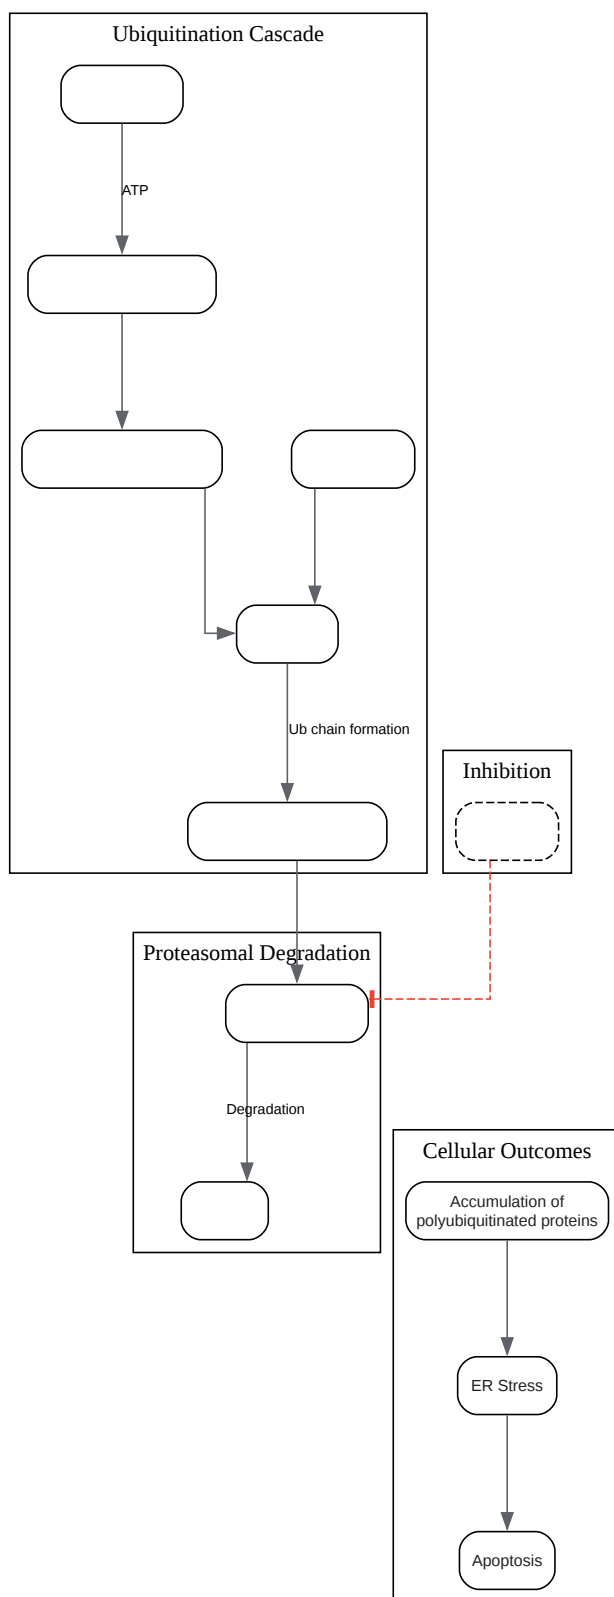 Ubiquitination Cascade
ATP
Ub chain formation
Inhibition
Proteasomal Degradation
Degradation
Cellular Outcomes
Accumulation of
polyubiquitinated proteins
ER Stress
Apoptosis